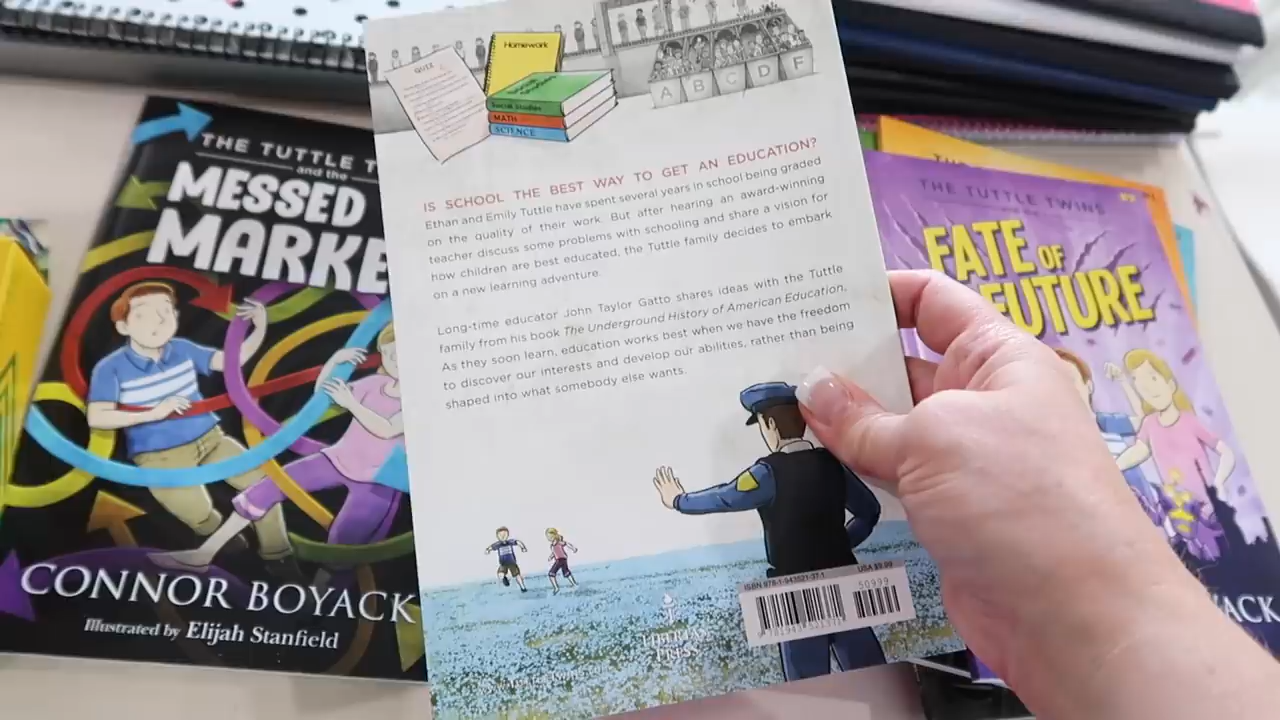 QUIZ
Homework
Social Studies
MATH
SCIENCE
A B C D F
IS SCHOOL THE BEST WAY TO GET AN EDUCATION?
Ethan and Emily Tuttle have spent several years in school being graded
on the quality of their work. But after hearing an award-winning
teacher discuss some problems with schooling and share a vision for
how children are best educated, the Tuttle family decides to embark
on a new learning adventure.
Long-time educator John Taylor Gatto shares ideas with the Tuttle
family from his book The Underground History of American Education.
As they soon learn, education works best when we have the freedom
to discover our interests and develop our abilities, rather than being
shaped into what somebody else wants.
ISBN 978-1-943521-37-1 USA $9.99
50999
LIBERTAS
PRESS
THE TUTTLE T
and the
MESSED
MARKE
CONNOR BOYACK
Illustrated by Elijah Stanfield
THE TUTTLE TWINS
FATE OF
FUTURE
YACK